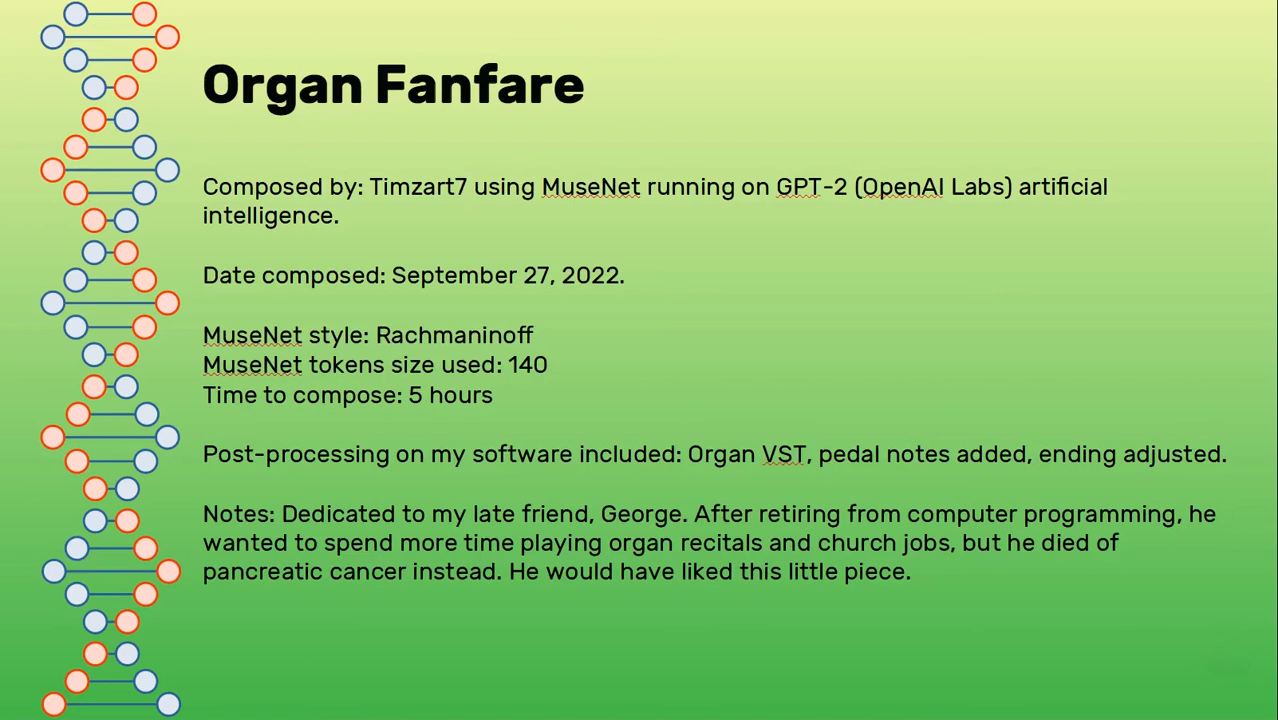 Organ Fanfare
Composed by: Timzart7 using MuseNet running on GPT-2 (OpenAI Labs) artificial
intelligence.
Date composed: September 27, 2022.
MuseNet style: Rachmaninoff
MuseNet tokens size used: 140
Time to compose: 5 hours
Post-processing on my software included: Organ VST, pedal notes added, ending adjusted.
Notes: Dedicated to my late friend, George. After retiring from computer programming, he
wanted to spend more time playing organ recitals and church jobs, but he died of
pancreatic cancer instead. He would have liked this little piece.